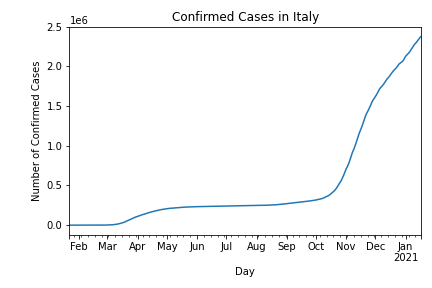 Confirmed Cases in Italy
1e6
2.5
2.0
1.5
1.0
0.5
0.0
Number of Confirmed Cases
Feb Mar Apr May Jun Jul Aug Sep Oct Nov Dec Jan
2021
Day